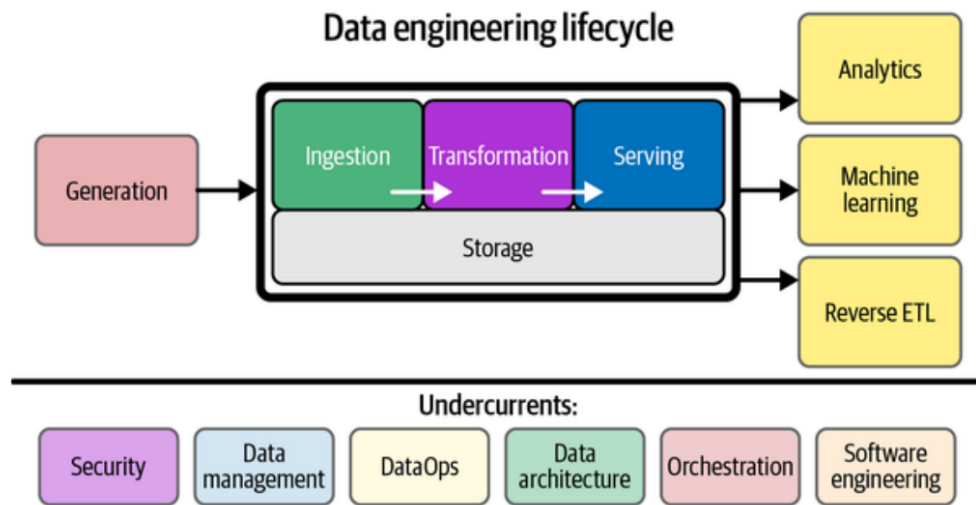 Data engineering lifecycle
Generation
Ingestion
Transformation
Serving
Storage
Analytics
Machine
learning
Reverse ETL
Undercurrents:
Security
Data
management
DataOps
Data
architecture
Orchestration
Software
engineering